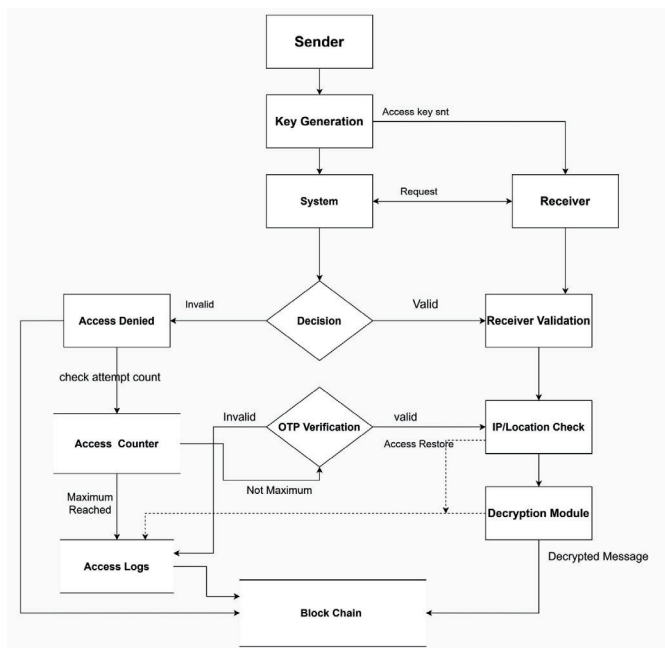 Sender
Key Generation
Access key snt
System
Request
Receiver
Access Denied
Invalid
Decision
Valid
Receiver Validation
check attempt count
Access Counter
Invalid
OTP Verification
valid
IP/Location Check
Access Restore
Not Maximum
Maximum
Reached
Decryption Module
Decrypted Message
Access Logs
Block Chain